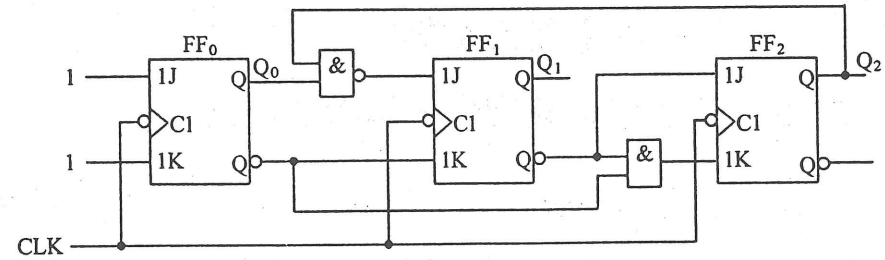 FF₀ FF₁ FF₂
1 1J Q Q₀ & 1J Q Q₁ 1J Q Q₂
C1 C1 C1
1 1K Q 1K Q & 1K Q
CLK